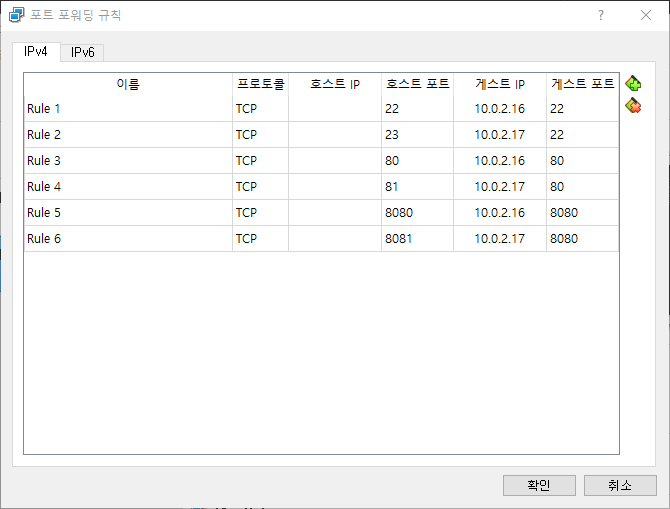 포트 포워딩 규칙
IPv4 IPv6
이름 프로토콜 호스트 IP 호스트 포트 게스트 IP 게스트 포트
Rule 1 TCP 22 10.0.2.16 22
Rule 2 TCP 23 10.0.2.17 22
Rule 3 TCP 80 10.0.2.16 80
Rule 4 TCP 81 10.0.2.17 80
Rule 5 TCP 8080 10.0.2.16 8080
Rule 6 TCP 8081 10.0.2.17 8080
확인 취소